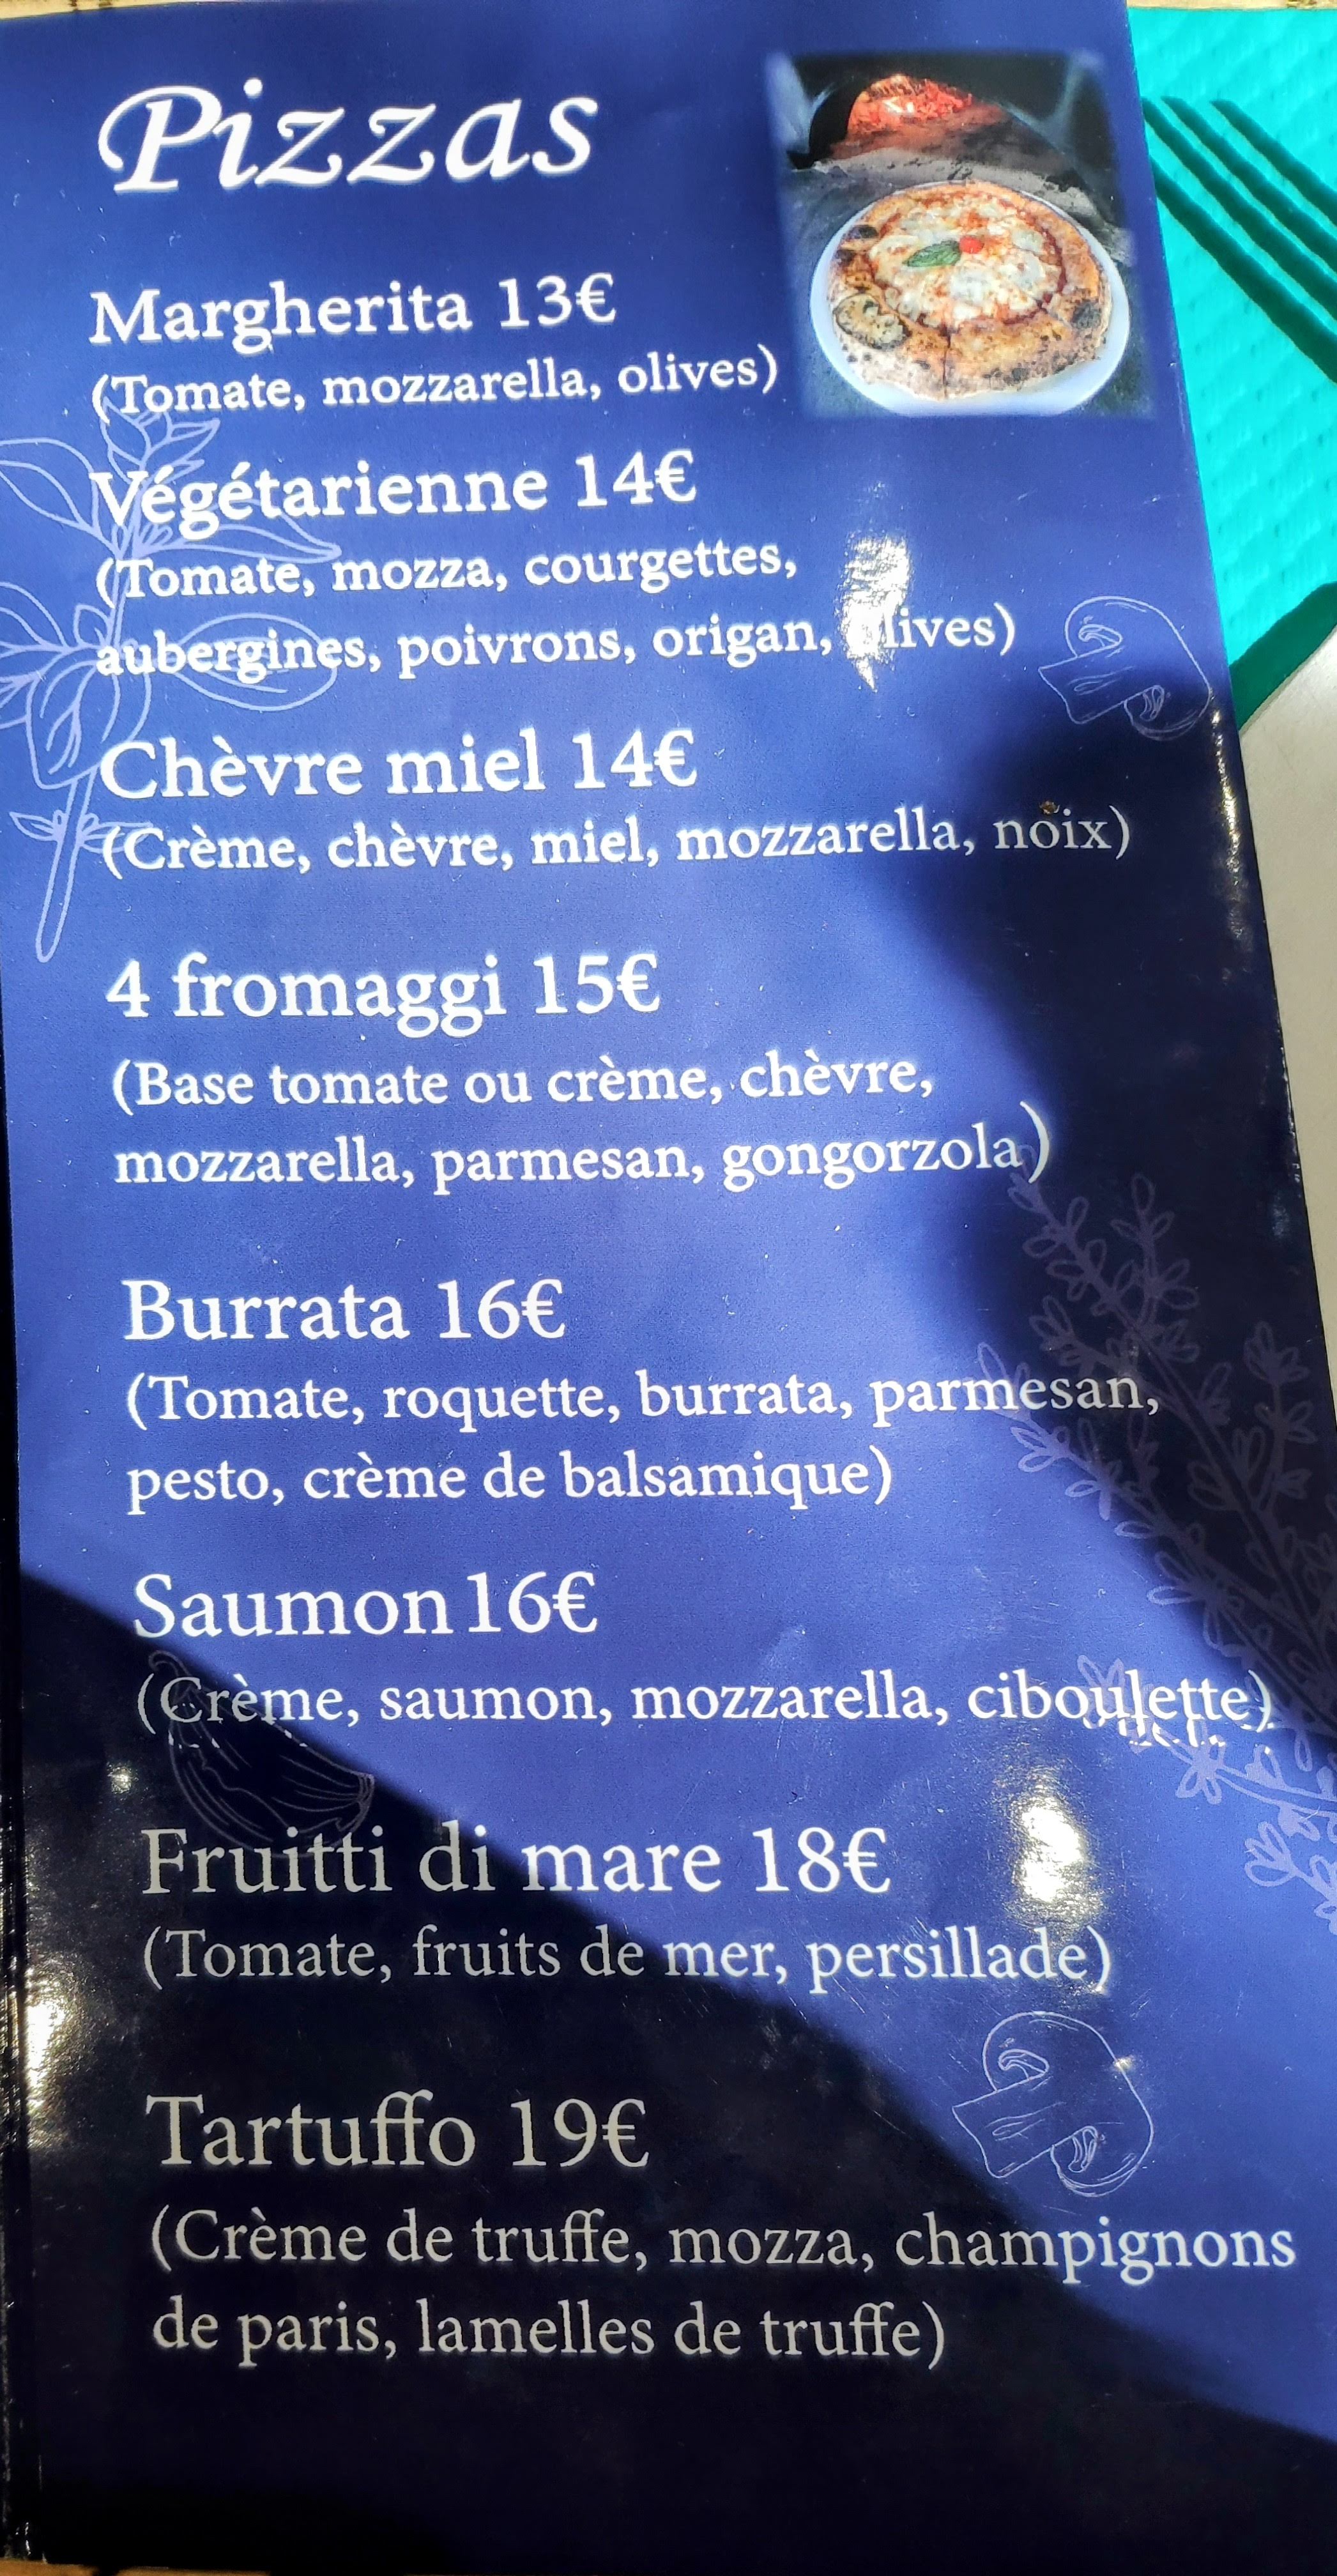 Pizzas
Margherita 13€
(Tomate, mozzarella, olives)
Végétarienne 14€
(Tomate, mozza, courgettes,
aubergines, poivrons, origan, olives)
Chèvre miel 14€
(Crème, chèvre, miel, mozzarella, noix)
4 fromaggi 15€
(Base tomate ou crème, chèvre,
mozzarella, parmesan, gongorzola)
Burrata 16€
(Tomate, roquette, burrata, parmesan,
pesto, crème de balsamique)
Saumon 16€
(Crème, saumon, mozzarella, ciboulette)
Fruitti di mare 18€
(Tomate, fruits de mer, persillade)
Tartuffo 19€
(Crème de truffe, mozza, champignons
de paris, lamelles de truffe)